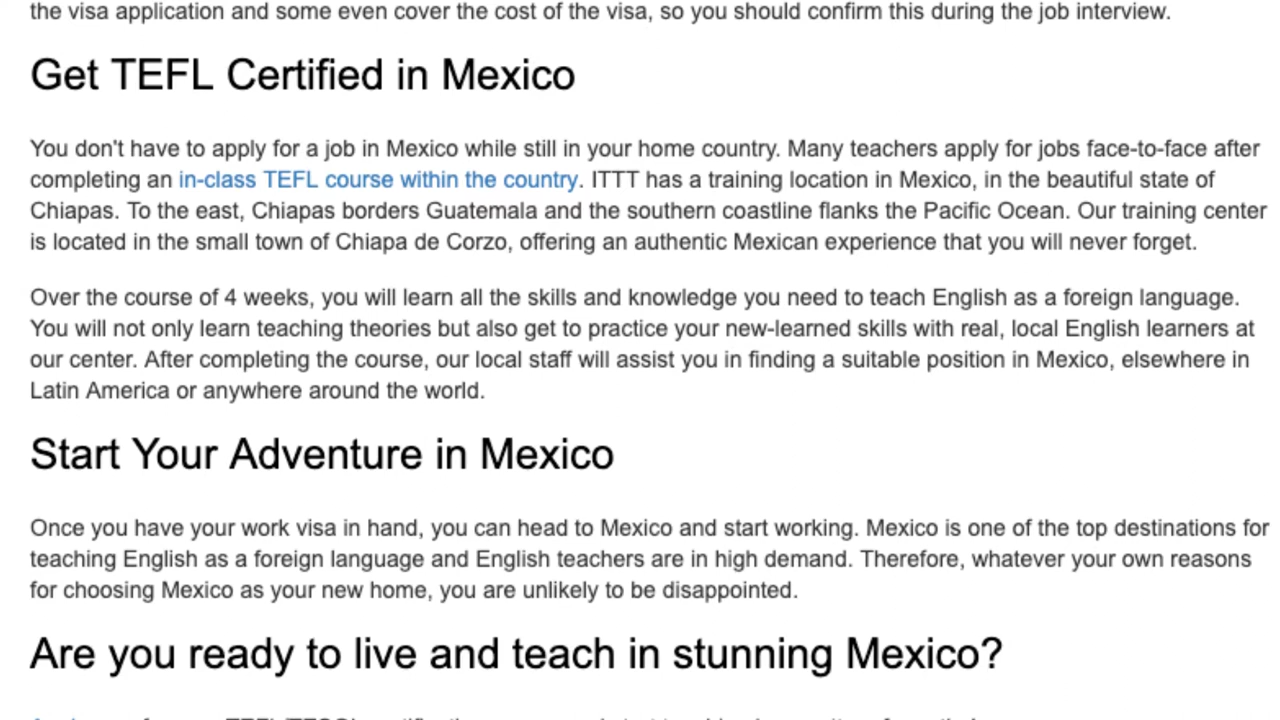 the visa application and some even cover the cost of the visa, so you should confirm this during the job interview.
Get TEFL Certified in Mexico
You don't have to apply for a job in Mexico while still in your home country. Many teachers apply for jobs face-to-face after
completing an in-class TEFL course within the country. ITTT has a training location in Mexico, in the beautiful state of
Chiapas. To the east, Chiapas borders Guatemala and the southern coastline flanks the Pacific Ocean. Our training center
is located in the small town of Chiapa de Corzo, offering an authentic Mexican experience that you will never forget.
Over the course of 4 weeks, you will learn all the skills and knowledge you need to teach English as a foreign language.
You will not only learn teaching theories but also get to practice your new-learned skills with real, local English learners at
our center. After completing the course, our local staff will assist you in finding a suitable position in Mexico, elsewhere in
Latin America or anywhere around the world.
Start Your Adventure in Mexico
Once you have your work visa in hand, you can head to Mexico and start working. Mexico is one of the top destinations for
teaching English as a foreign language and English teachers are in high demand. Therefore, whatever your own reasons
for choosing Mexico as your new home, you are unlikely to be disappointed.
Are you ready to live and teach in stunning Mexico?